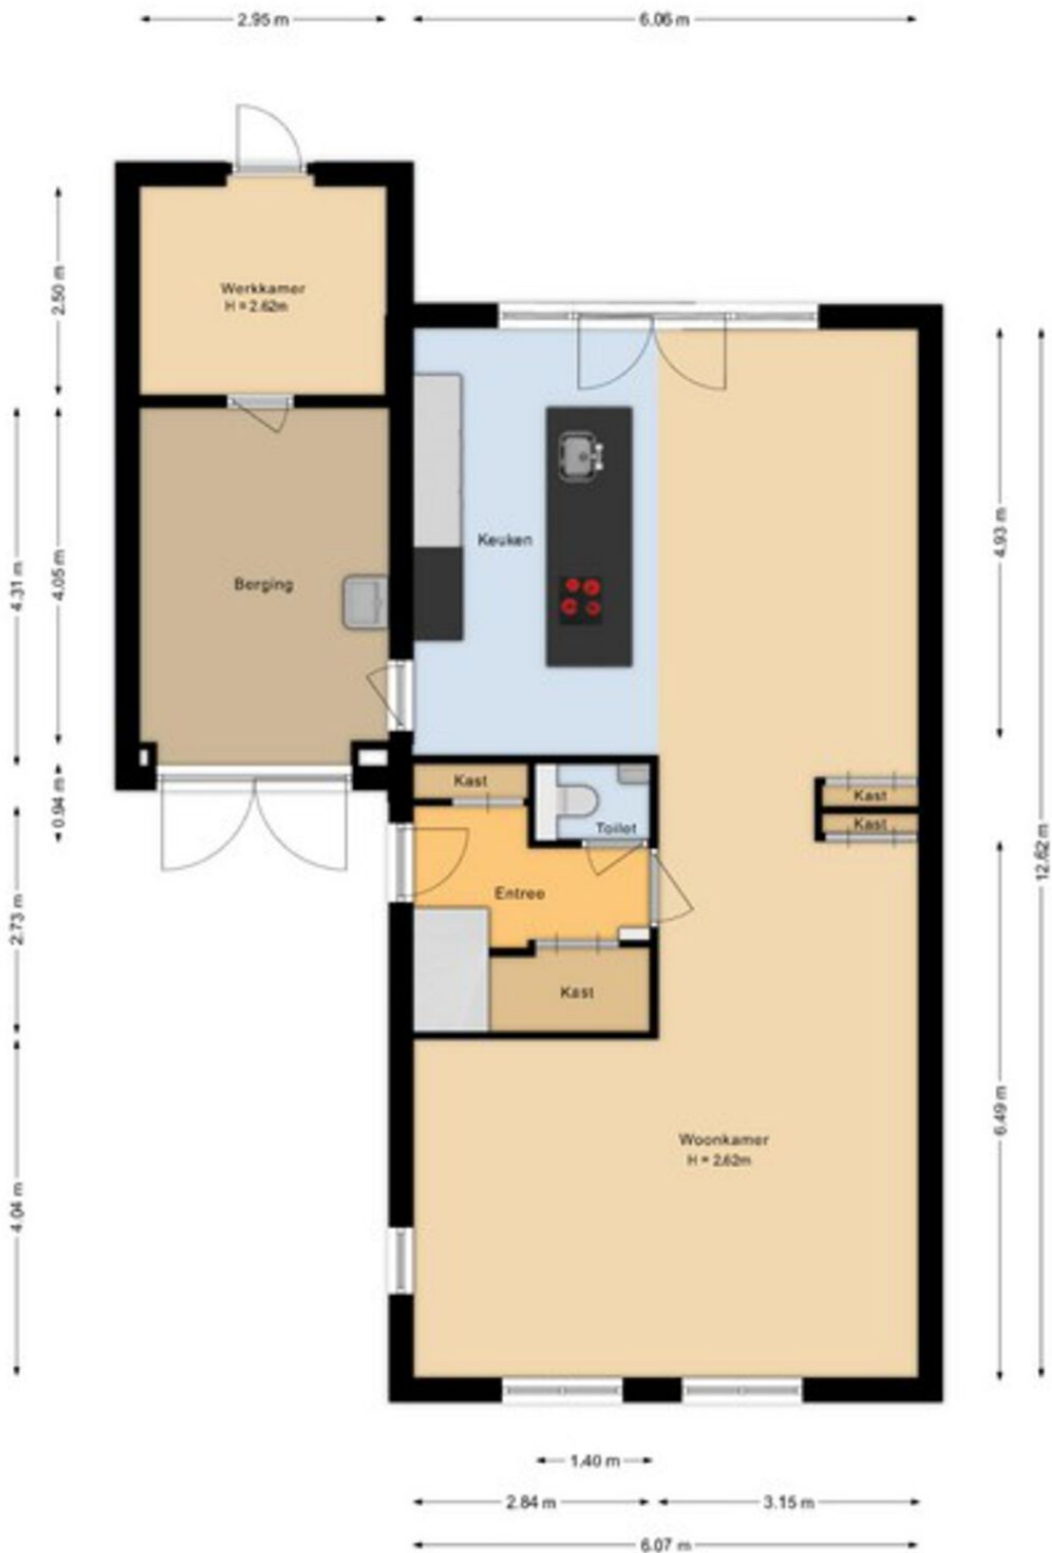 2.95 m
6.06 m
2.50 m
Werkkamer
H = 2.62m
4.31 m
4.05 m
Berging
Keuken
4.93 m
12.62 m
0.94 m
Kast
Toilet
Kast
Kast
2.73 m
Entree
Kast
6.49 m
4.04 m
Woonkamer
H = 2.62m
1.40 m
2.84 m
3.15 m
6.07 m